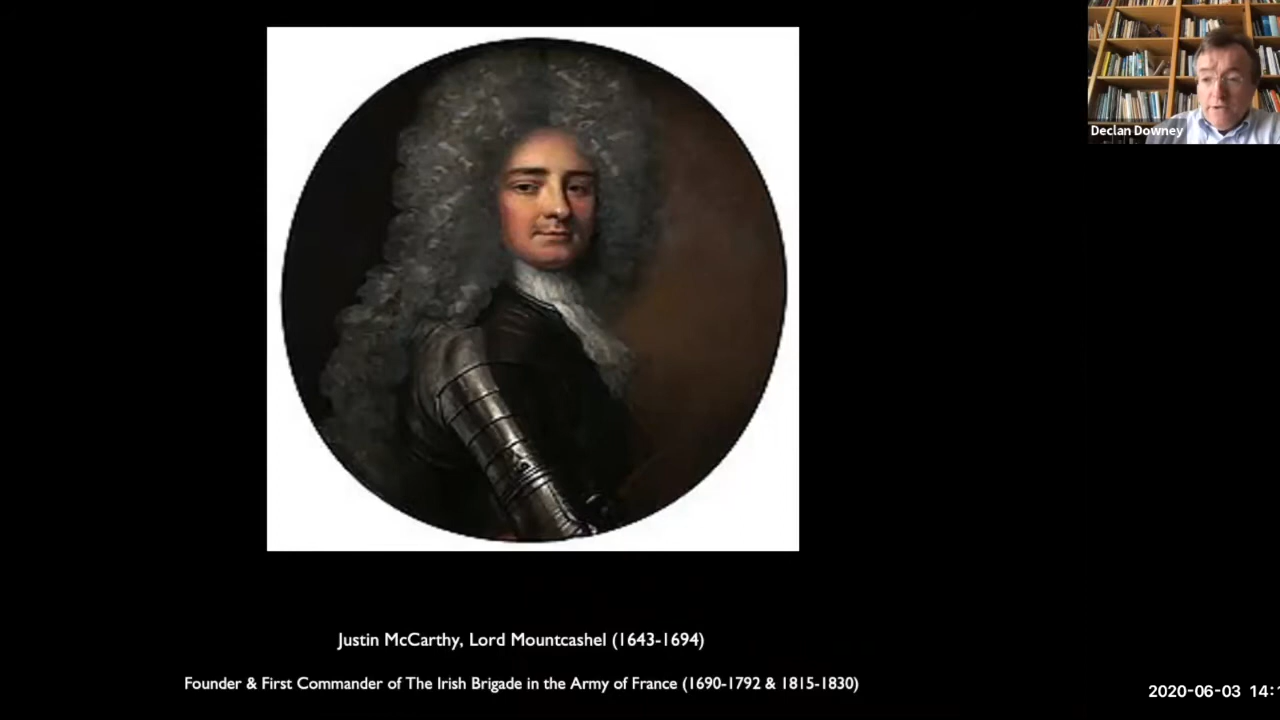 Declan Downey
Justin McCarthy, Lord Mountcashel (1643-1694)
Founder & First Commander of The Irish Brigade in the Army of France (1690-1792 & 1815-1830)
2020-06-03 14: